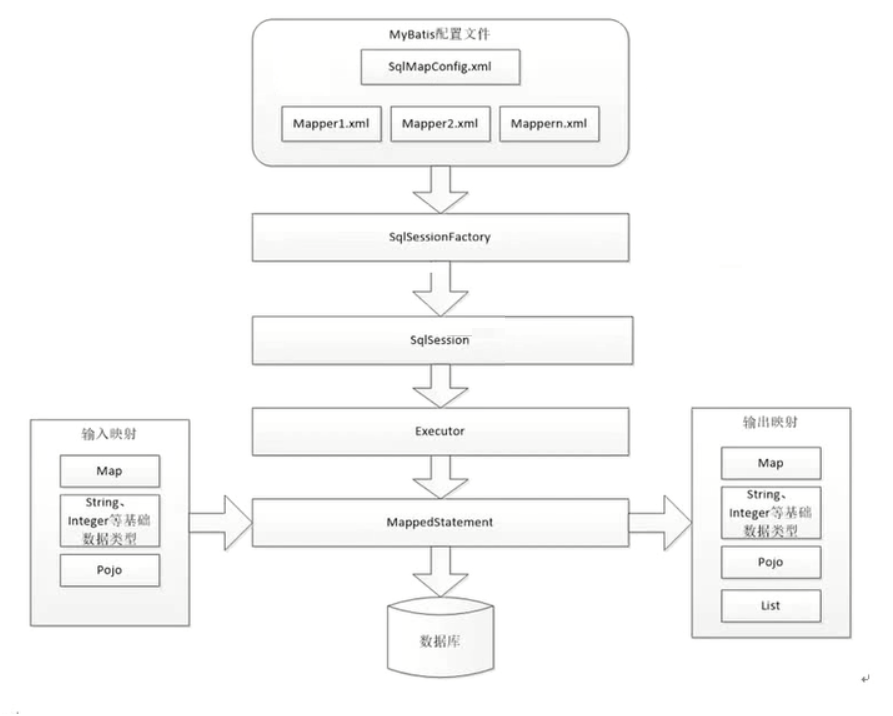 MyBatis配置文件
SqlMapConfig.xml
Mapper1.xml
Mapper2.xml
Mappern.xml
SqlSessionFactory
SqlSession
Executor
输入映射
Map
String、
Integer等基础
数据类型
Pojo
MappedStatement
输出映射
Map
String、
Integer等基础
数据类型
Pojo
List
数据库